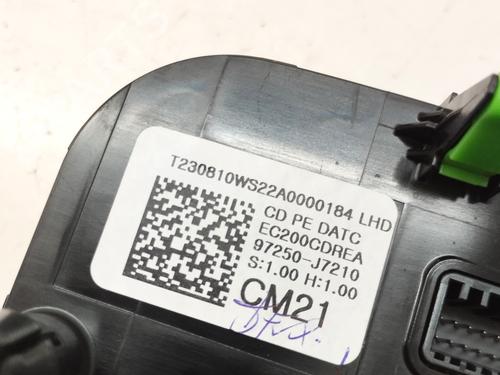 T230810WS22A0000184 LHD
CD PE DATC
EC200CDREA
97250-J7210
S:1.00 H:1.00
CM21